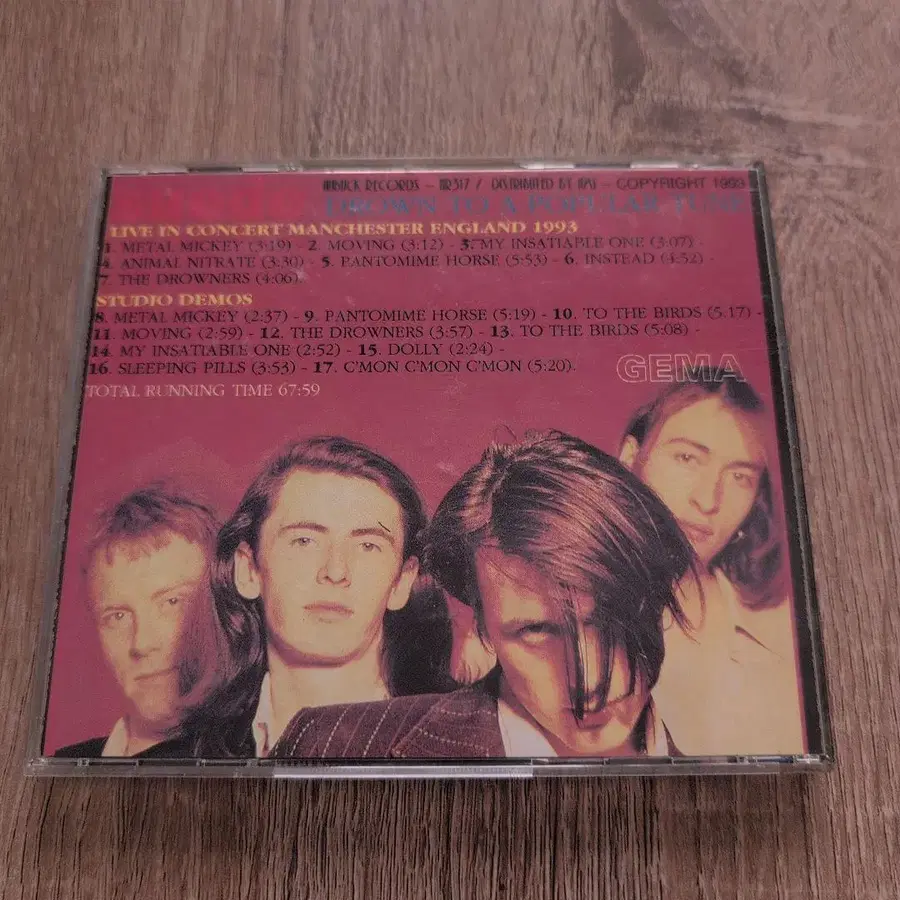 RECORDS - / DISTRIBUTED BY - COPYRIGHT 1993
TO A POPULAR TUNE
LIVE IN CONCERT MANCHESTER ENGLAND 1993
1. METAL MICKEY (3:19) - 2. MOVING (3:12) - 3. MY INSATIABLE ONE (3:07) -
4. ANIMAL NITRATE (3:30) - 5. PANTOMIME HORSE (5:53) - 6. INSTEAD (4:52) -
7. THE DROWNERS (4:06).
STUDIO DEMOS
8. METAL MICKEY (2:37) - 9. PANTOMIME HORSE (5:19) - 10. TO THE BIRDS (5:17) -
11. MOVING (2:59) - 12. THE DROWNERS (3:57) - 13. TO THE BIRDS (5:08) -
14. MY INSATIABLE ONE (2:52) - 15. DOLLY (2:24) -
16. SLEEPING PILLS (3:53) - 17. C'MON C'MON C'MON (5:20).
GEMA
TOTAL RUNNING TIME 67:59